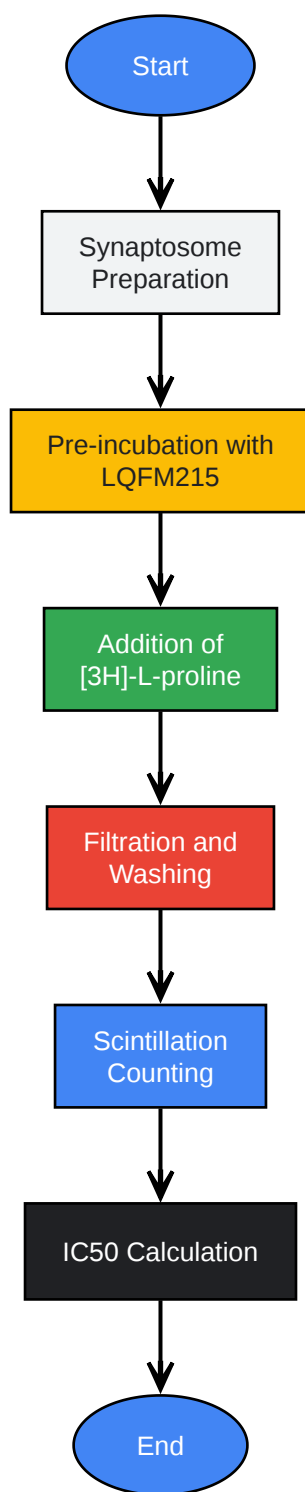 Start
Synaptosome
Preparation
Pre-incubation with
LQFM215
Addition of
[3H]-L-proline
Filtration and
Washing
Scintillation
Counting
IC50 Calculation
End